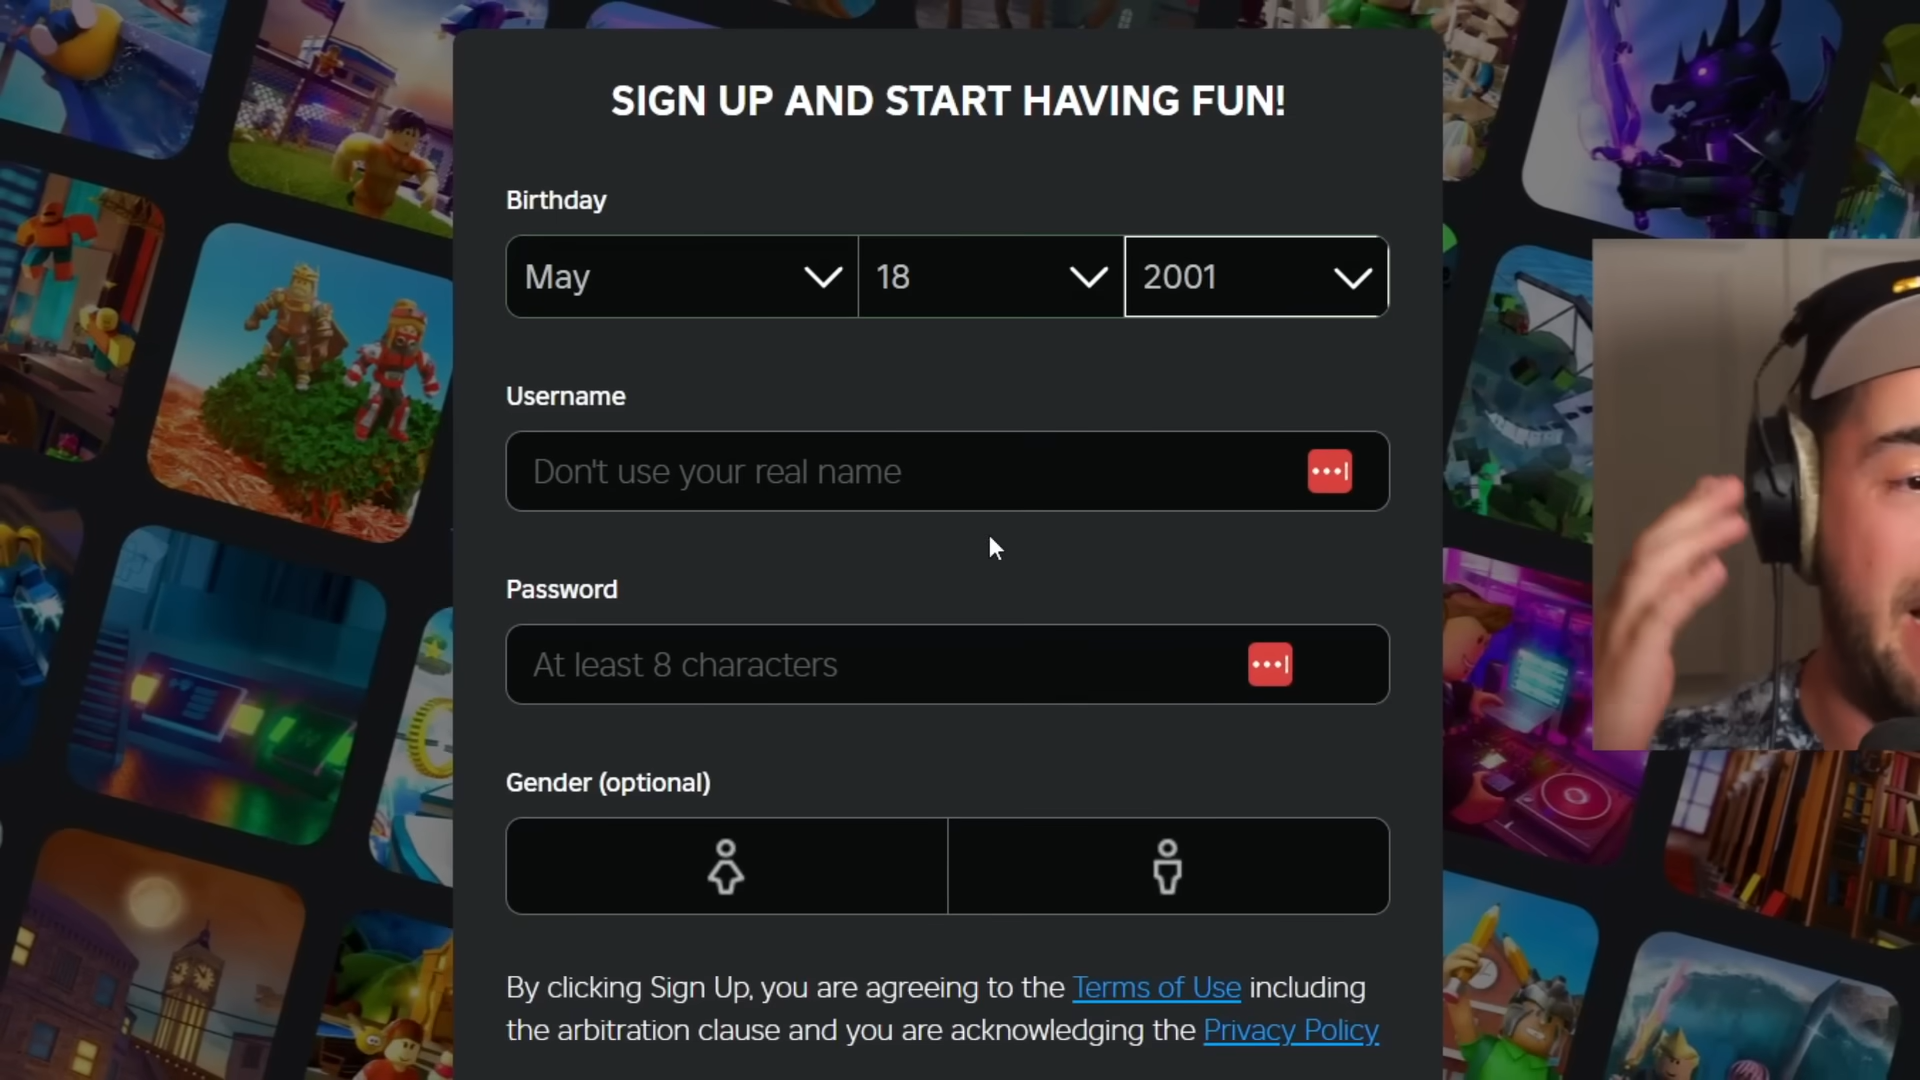 SIGN UP AND START HAVING FUN!
Birthday
May 18 2001
Username
Don't use your real name
Password
At least 8 characters
Gender (optional)
By clicking Sign Up, you are agreeing to the Terms of Use including
the arbitration clause and you are acknowledging the Privacy Policy